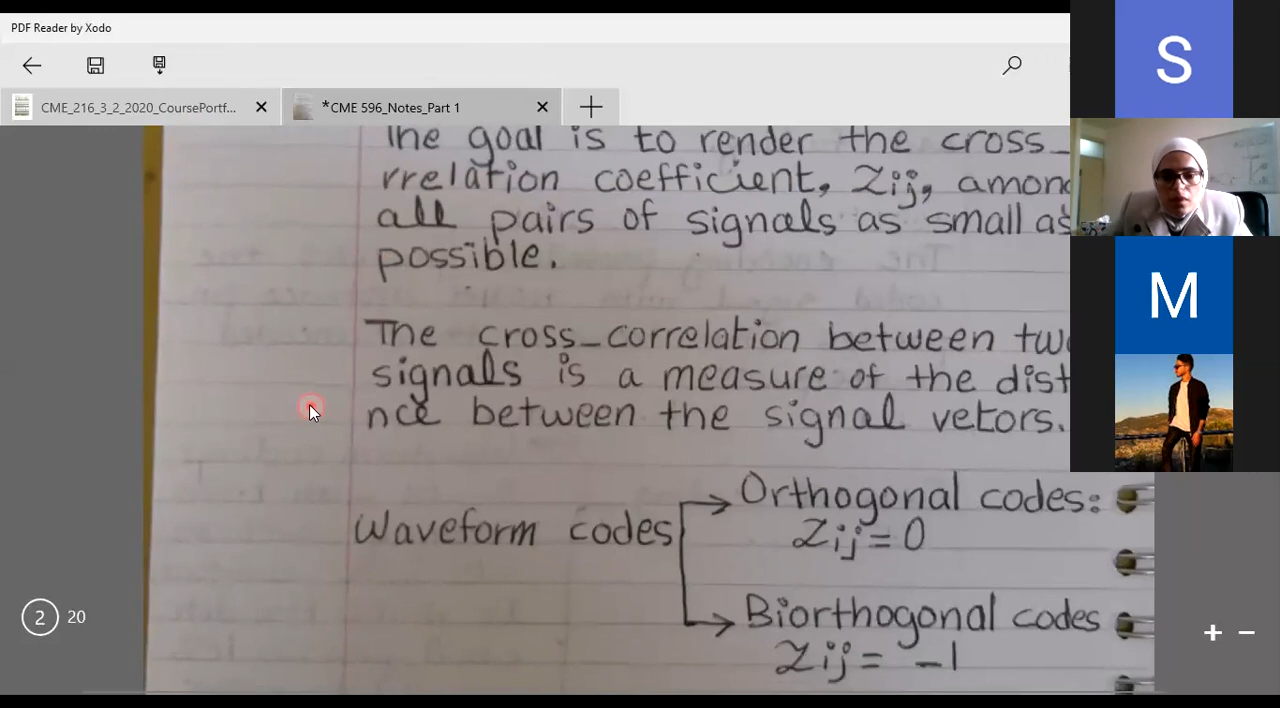 PDF Reader by Xodo
CME_216_3_2_2020_CoursePortf...
*CME 596_Notes_Part 1
The goal is to render the cross_
rrelation coefficient, Zij, among
all pairs of signals as small as
possible.
The cross_correlation between two
signals is a measure of the dist
nce between the signal vetors.
Waveform codes
Orthogonal codes:
Zij = 0
Biorthogonal codes
Zij = -1
2 20
S
M